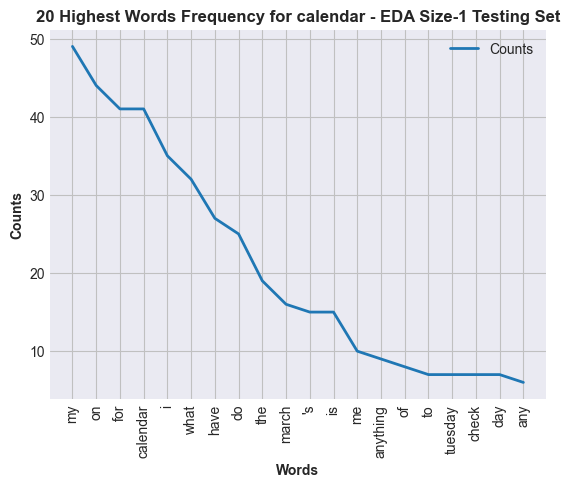 20 Highest Words Frequency for calendar - EDA Size-1 Testing Set
Counts
50
40
30
20
10
Counts
my
on
for
calendar
i
what
have
do
the
march
's
is
me
anything
of
to
tuesday
check
day
any
Words